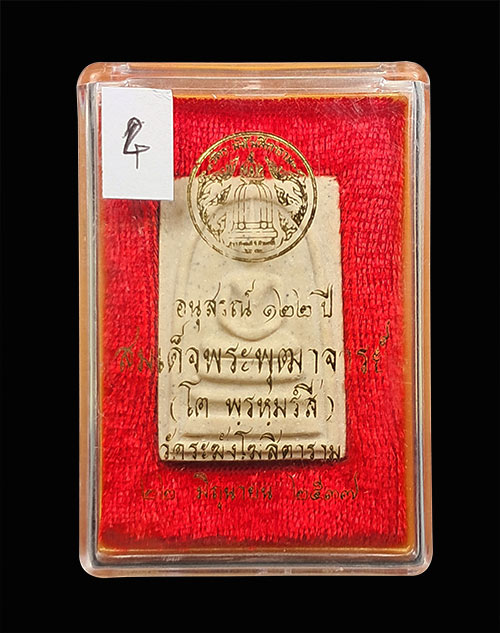 อนุสรณ์ ๑๒๒ ปี
สมเด็จพระพุฒาจารย์
(โต พฺรหฺมรํสี)
วัดระฆังโฆสิตาราม
๒๒ มิถุนายน ๒๕๓๗